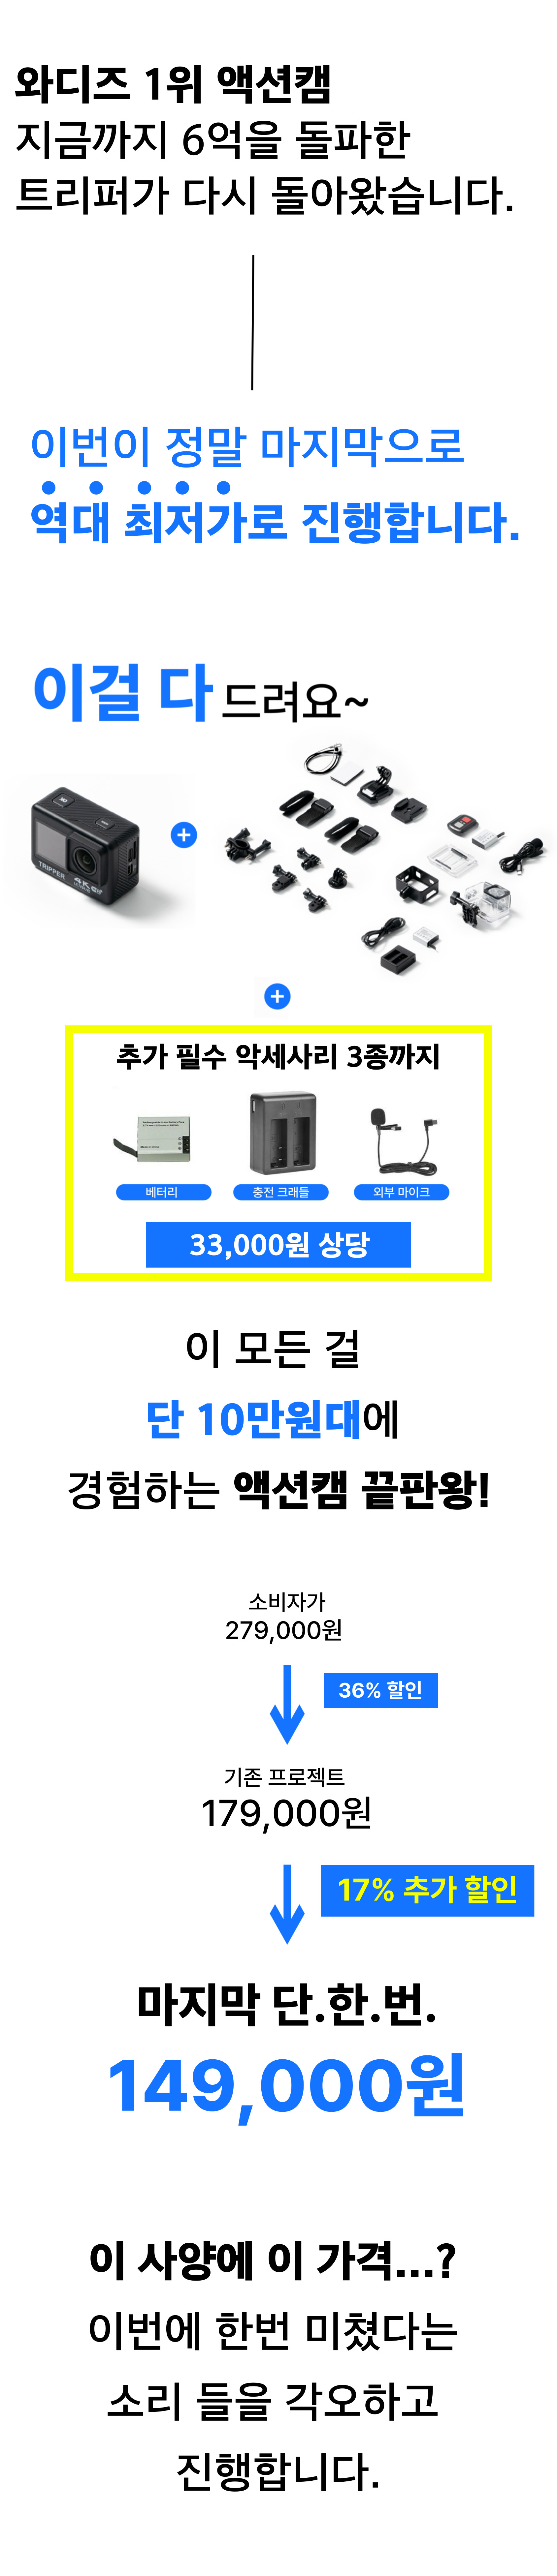 와디즈 1위 액션캠
지금까지 6억을 돌파한
트리퍼가 다시 돌아왔습니다.
이번이 정말 마지막으로
역대 최저가로 진행합니다.
이걸 다 드려요~
TRIPPER
4K
추가 필수 악세사리 3종까지
베터리
충전 크래들
외부 마이크
33,000원 상당
이 모든 걸
단 10만원대에
경험하는 액션캠 끝판왕!
소비자가
279,000원
36% 할인
기존 프로젝트
179,000원
17% 추가 할인
마지막 단.한.번.
149,000원
이 사양에 이 가격...?
이번에 한번 미쳤다는
소리 들을 각오하고
진행합니다.